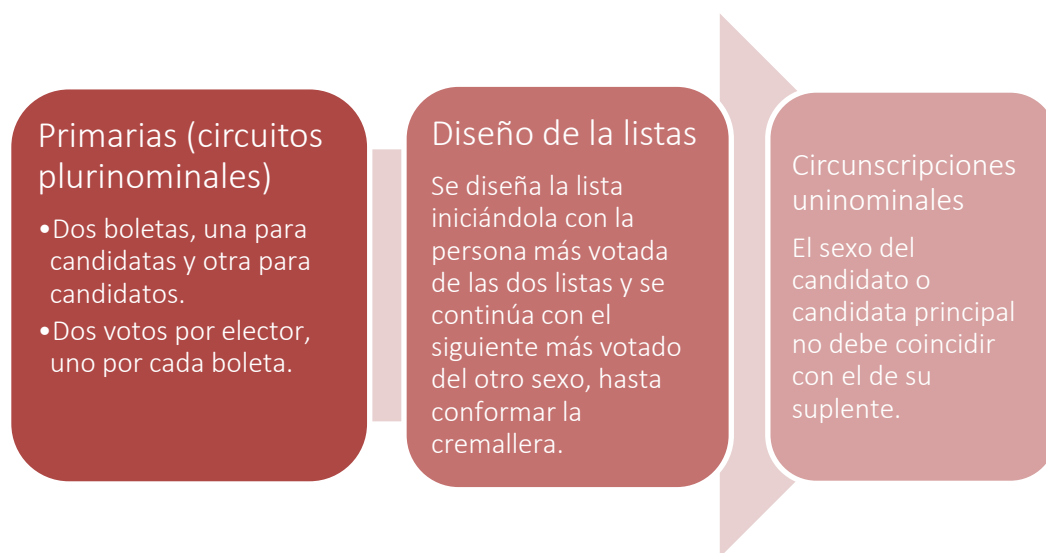 Primarias (circuitos
plurinominales)
•Dos boletas, una para
candidatas y otra para
candidatos.
•Dos votos por elector,
uno por cada boleta.
Diseño de la listas
Se diseña la lista
iniciándola con la
persona más votada
de las dos listas y se
continúa con el
siguiente más votado
del otro sexo, hasta
conformar la
cremallera.
Circunscripciones
uninominales
El sexo del
candidato o
candidata principal
no debe coincidir
con el de su
suplente.